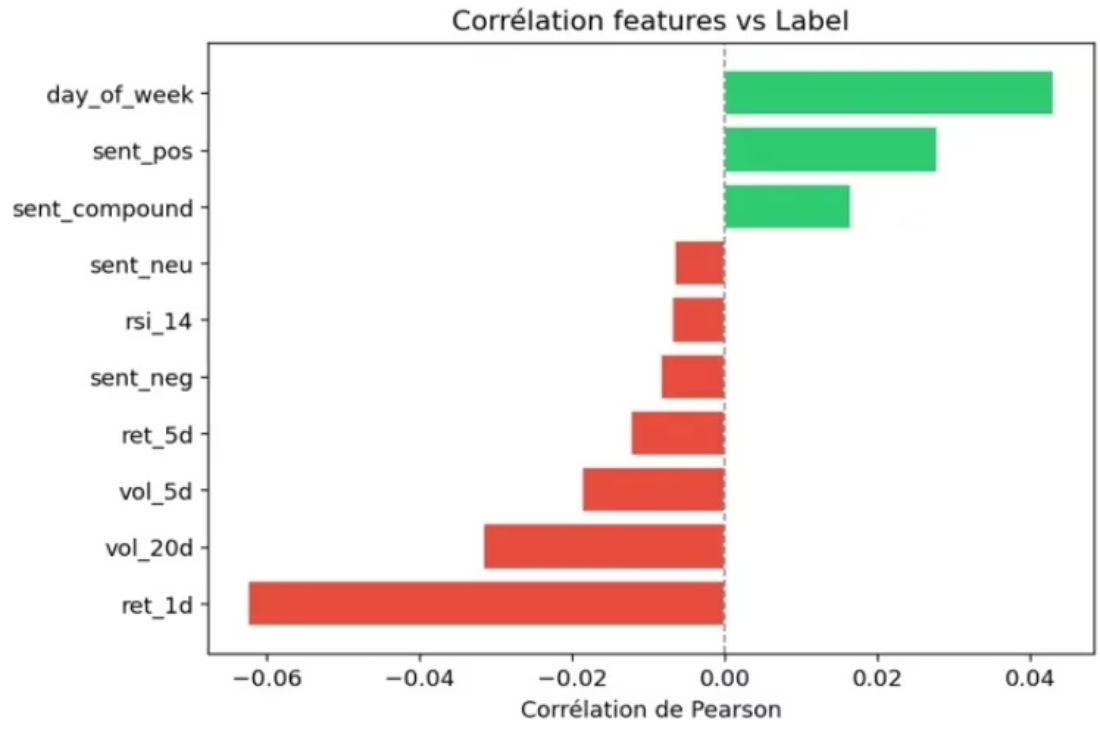 Corrélation features vs Label
day_of_week
sent_pos
sent_compound
sent_neu
rsi_14
sent_neg
ret_5d
vol_5d
vol_20d
ret_1d
−0.06 −0.04 −0.02 0.00 0.02 0.04
Corrélation de Pearson